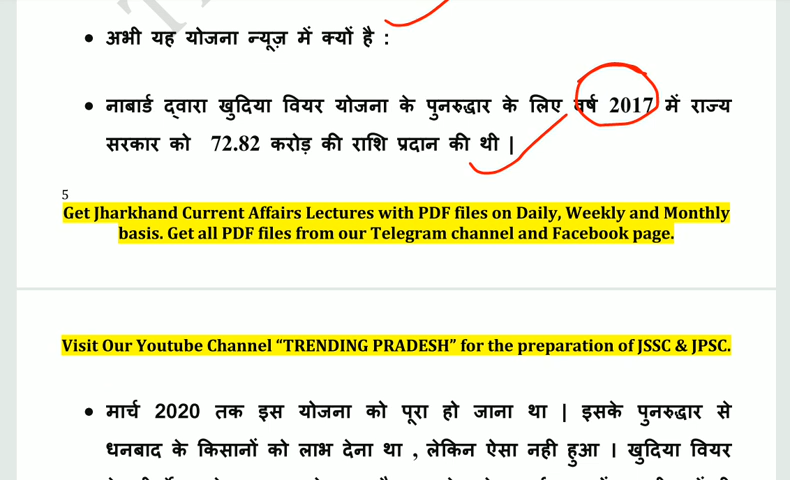 अभी यह योजना न्यूज़ में क्यों है :
नाबार्ड द्वारा खुदिया वियर योजना के पुनरुद्धार के लिए वर्ष 2017 में राज्य
सरकार को 72.82 करोड़ की राशि प्रदान की थी |
5
Get Jharkhand Current Affairs Lectures with PDF files on Daily, Weekly and Monthly
basis. Get all PDF files from our Telegram channel and Facebook page.
Visit Our Youtube Channel “TRENDING PRADESH” for the preparation of JSSC & JPSC.
मार्च 2020 तक इस योजना को पूरा हो जाना था | इसके पुनरुद्धार से
धनबाद के किसानों को लाभ देना था , लेकिन ऐसा नही हुआ । खुदिया वियर